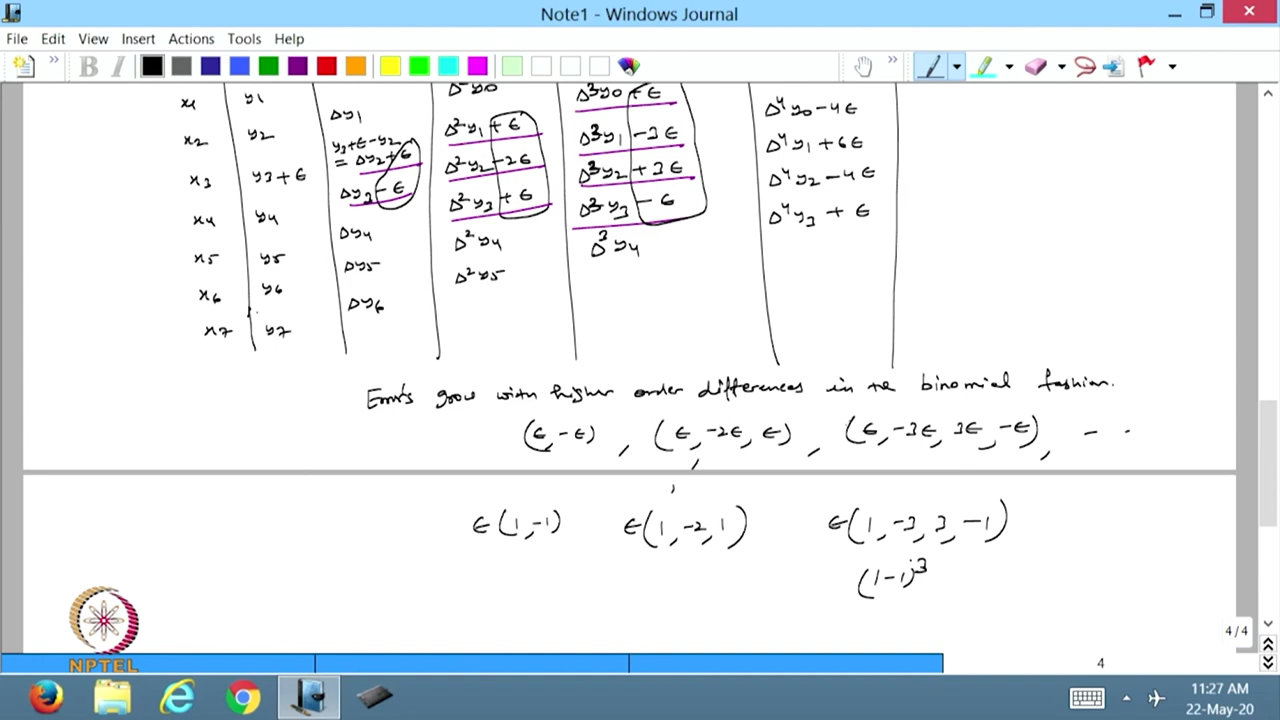 Note1 - Windows Journal
File Edit View Insert Actions Tools Help
x1 y1 Δy1 Δ²y0 Δ³y0 + ϵ Δ⁴y0 - 4ϵ
x2 y2 y3+ϵ-y2 Δ²y1 + ϵ Δ³y1 - 3ϵ Δ⁴y1 + 6ϵ
= Δy2 + ϵ Δ²y2 - 2ϵ Δ³y2 + 3ϵ Δ⁴y2 - 4ϵ
x3 y3 + ϵ Δy3 - ϵ Δ²y3 + ϵ Δ³y3 - ϵ Δ⁴y3 + ϵ
x4 y4 Δy4 Δ²y4 Δ³y4
x5 y5 Δy5 Δ²y5
x6 y6 Δy6
x7 y7
Errors grow with higher order differences in the binomial fashion.
(ϵ, -ϵ) , (ϵ, -2ϵ, ϵ) , (ϵ, -3ϵ, 3ϵ, -ϵ) , - -
ϵ(1, -1) ϵ(1, -2, 1) ϵ(1, -3, 3, -1)
(1-1)³
4/4
NPTEL
4
11:27 AM
22-May-20